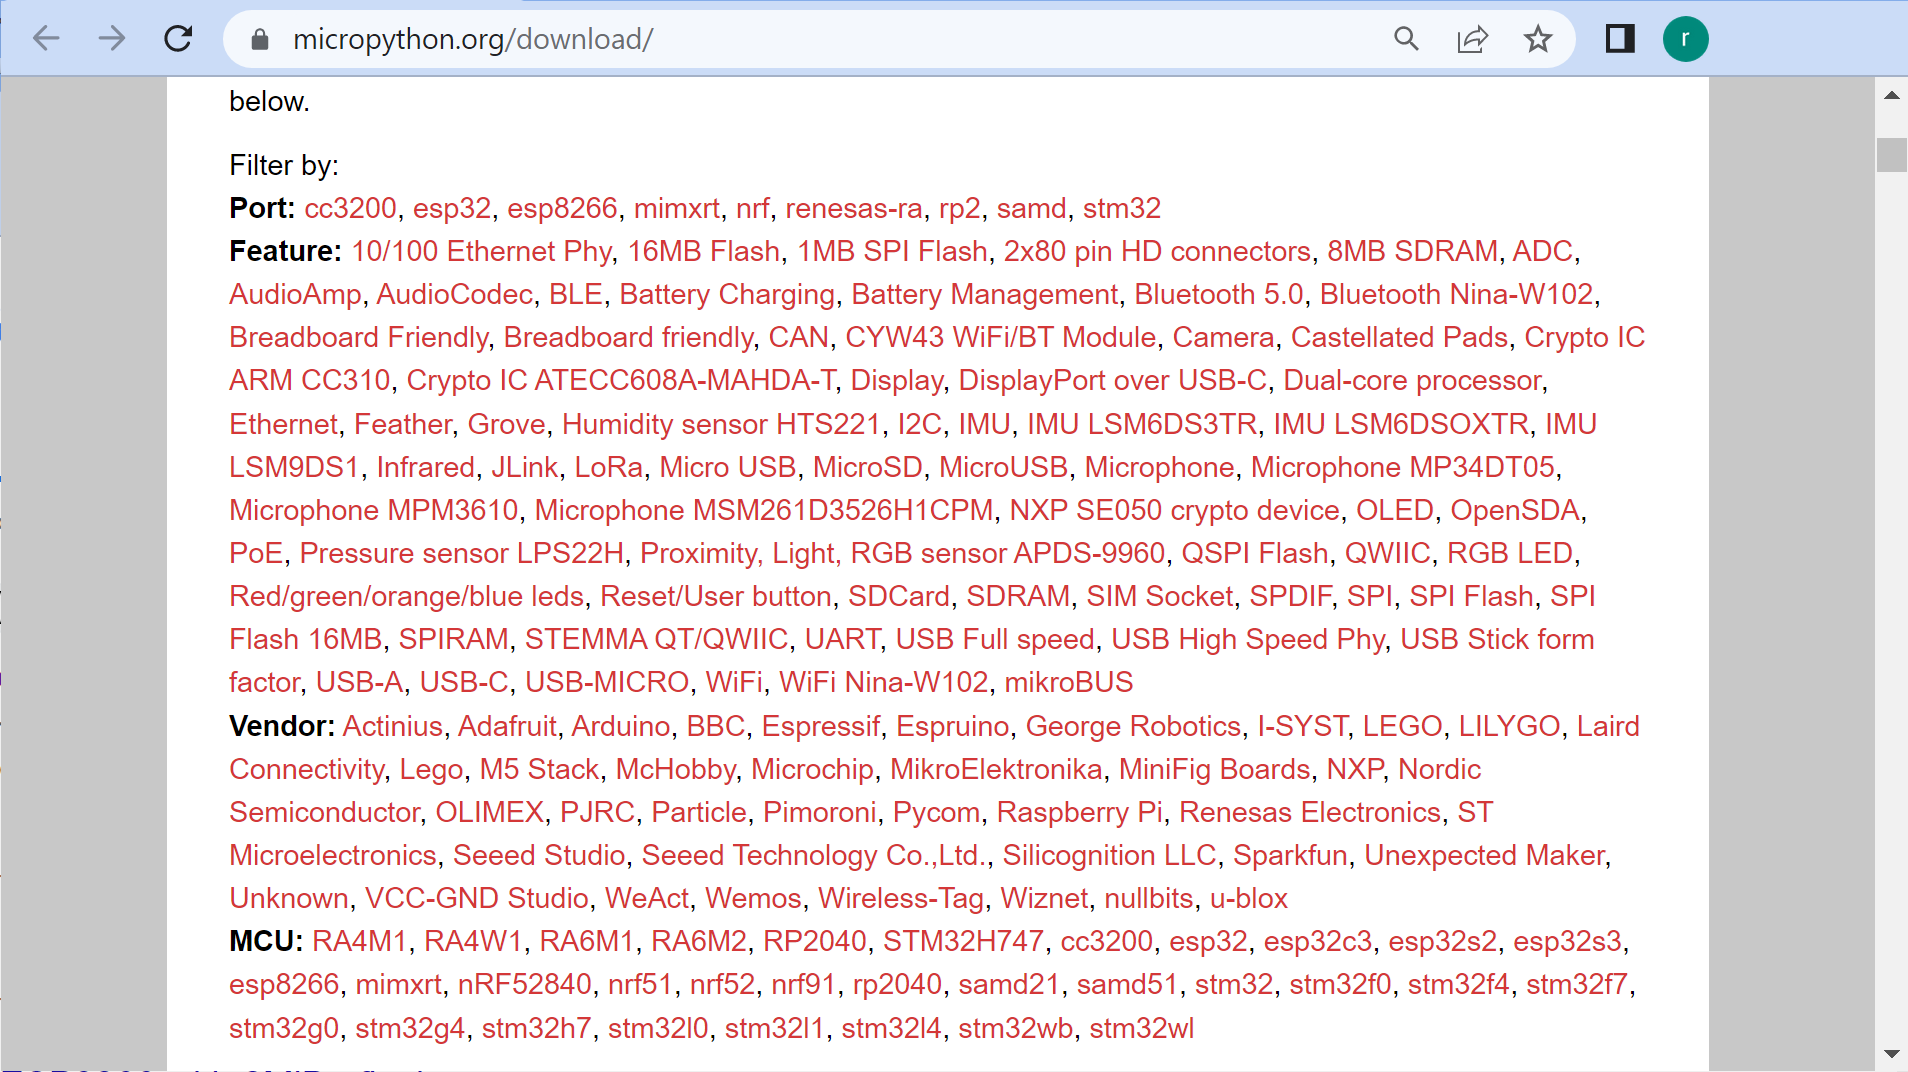 micropython.org/download/
r
below.
Filter by:
Port: cc3200, esp32, esp8266, mimxrt, nrf, renesas-ra, rp2, samd, stm32
Feature: 10/100 Ethernet Phy, 16MB Flash, 1MB SPI Flash, 2x80 pin HD connectors, 8MB SDRAM, ADC,
AudioAmp, AudioCodec, BLE, Battery Charging, Battery Management, Bluetooth 5.0, Bluetooth Nina-W102,
Breadboard Friendly, Breadboard friendly, CAN, CYW43 WiFi/BT Module, Camera, Castellated Pads, Crypto IC
ARM CC310, Crypto IC ATECC608A-MAHDA-T, Display, DisplayPort over USB-C, Dual-core processor,
Ethernet, Feather, Grove, Humidity sensor HTS221, I2C, IMU, IMU LSM6DS3TR, IMU LSM6DSOXTR, IMU
LSM9DS1, Infrared, JLink, LoRa, Micro USB, MicroSD, MicroUSB, Microphone, Microphone MP34DT05,
Microphone MPM3610, Microphone MSM261D3526H1CPM, NXP SE050 crypto device, OLED, OpenSDA,
PoE, Pressure sensor LPS22H, Proximity, Light, RGB sensor APDS-9960, QSPI Flash, QWIIC, RGB LED,
Red/green/orange/blue leds, Reset/User button, SDCard, SDRAM, SIM Socket, SPDIF, SPI, SPI Flash, SPI
Flash 16MB, SPIRAM, STEMMA QT/QWIIC, UART, USB Full speed, USB High Speed Phy, USB Stick form
factor, USB-A, USB-C, USB-MICRO, WiFi, WiFi Nina-W102, mikroBUS
Vendor: Actinius, Adafruit, Arduino, BBC, Espressif, Espruino, George Robotics, I-SYST, LEGO, LILYGO, Laird
Connectivity, Lego, M5 Stack, McHobby, Microchip, MikroElektronika, MiniFig Boards, NXP, Nordic
Semiconductor, OLIMEX, PJRC, Particle, Pimoroni, Pycom, Raspberry Pi, Renesas Electronics, ST
Microelectronics, Seeed Studio, Seeed Technology Co.,Ltd., Silicognition LLC, Sparkfun, Unexpected Maker,
Unknown, VCC-GND Studio, WeAct, Wemos, Wireless-Tag, Wiznet, nullbits, u-blox
MCU: RA4M1, RA4W1, RA6M1, RA6M2, RP2040, STM32H747, cc3200, esp32, esp32c3, esp32s2, esp32s3,
esp8266, mimxrt, nRF52840, nrf51, nrf52, nrf91, rp2040, samd21, samd51, stm32, stm32f0, stm32f4, stm32f7,
stm32g0, stm32g4, stm32h7, stm32l0, stm32l1, stm32l4, stm32wb, stm32wl